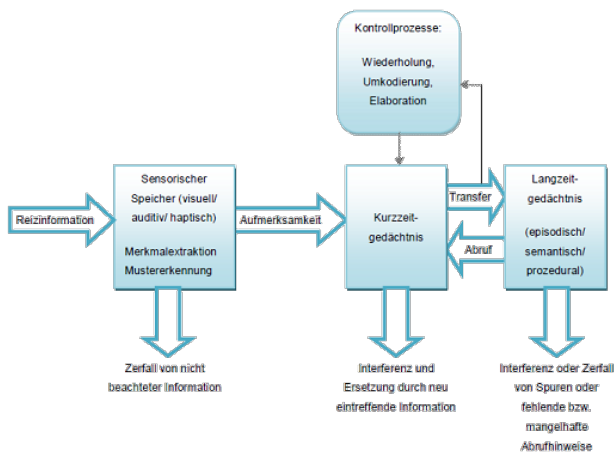 Kontrollprozesse:
Wiederholung,
Umkodierung,
Elaboration
Reizinformation
Sensorischer
Speicher (visuell/
auditiv/ haptisch)
Merkmalextraktion
Mustererkennung
Aufmerksamkeit
Kurzzeit-
gedächtnis
Transfer
Abruf
Langzeit-
gedächtnis
(episodisch/
semantisch/
prozedural)
Zerfall von nicht
beachteter Information
Interferenz und
Ersetzung durch neu
eintreffende Information
Interferenz oder Zerfall
von Spuren oder
fehlende bzw.
mangelhafte
Abrufhinweise